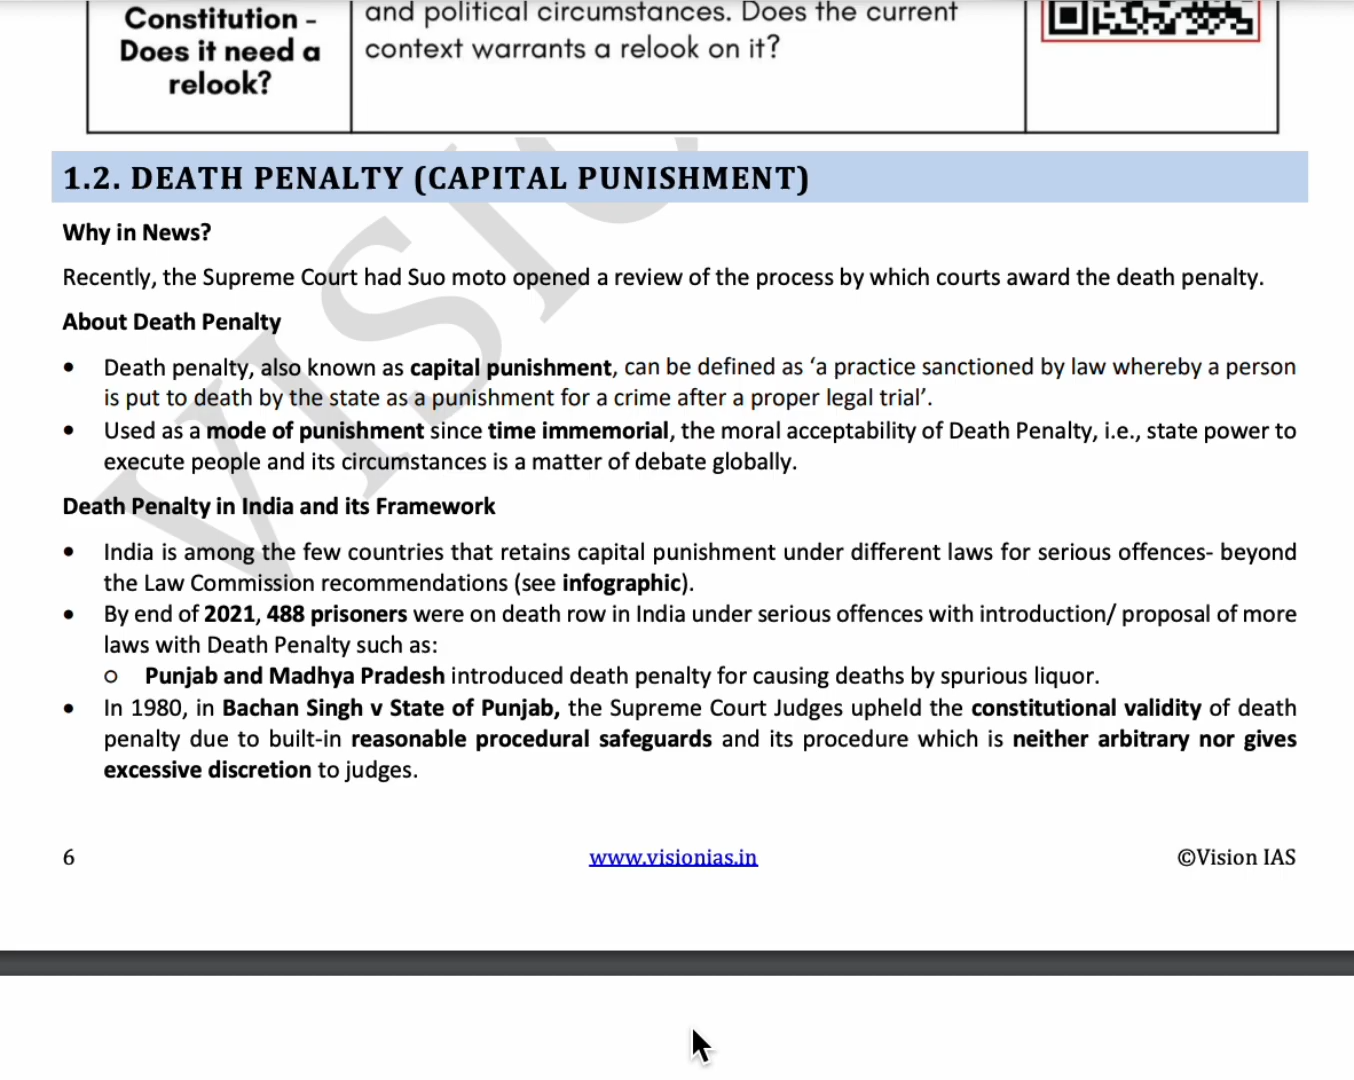 Constitution -
Does it need a
relook?
and political circumstances. Does the current
context warrants a relook on it?
1.2. DEATH PENALTY (CAPITAL PUNISHMENT)
Why in News?
Recently, the Supreme Court had Suo moto opened a review of the process by which courts award the death penalty.
About Death Penalty
• Death penalty, also known as capital punishment, can be defined as ‘a practice sanctioned by law whereby a person
is put to death by the state as a punishment for a crime after a proper legal trial’.
• Used as a mode of punishment since time immemorial, the moral acceptability of Death Penalty, i.e., state power to
execute people and its circumstances is a matter of debate globally.
Death Penalty in India and its Framework
• India is among the few countries that retains capital punishment under different laws for serious offences- beyond
the Law Commission recommendations (see infographic).
• By end of 2021, 488 prisoners were on death row in India under serious offences with introduction/ proposal of more
laws with Death Penalty such as:
o Punjab and Madhya Pradesh introduced death penalty for causing deaths by spurious liquor.
• In 1980, in Bachan Singh v State of Punjab, the Supreme Court Judges upheld the constitutional validity of death
penalty due to built-in reasonable procedural safeguards and its procedure which is neither arbitrary nor gives
excessive discretion to judges.
6 www.visionias.in ©Vision IAS